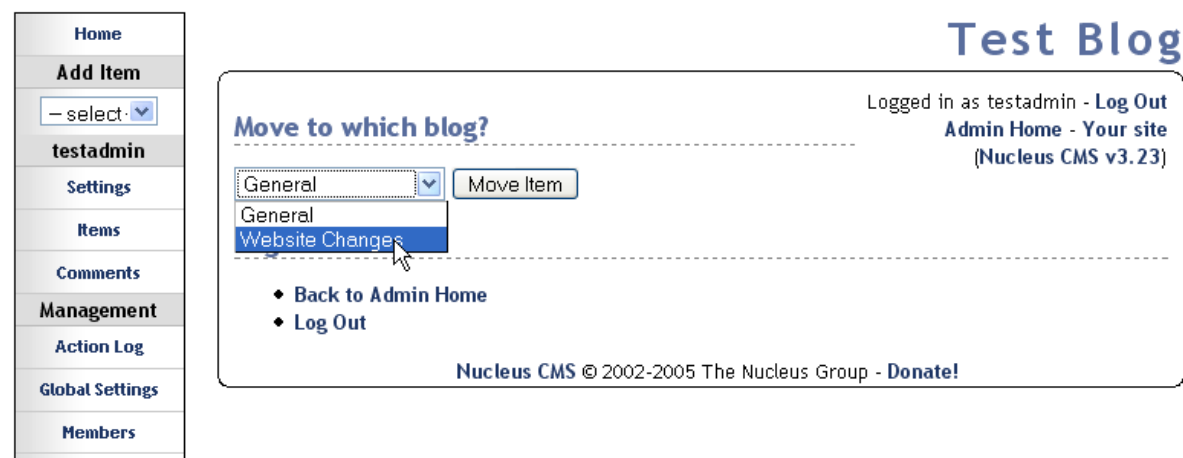 Home
Add Item
– select
testadmin
Settings
Items
Comments
Management
Action Log
Global Settings
Members
Test Blog
Logged in as testadmin - Log Out
Admin Home - Your site
(Nucleus CMS v3.23)
Move to which blog?
General
Move Item
General
Website Changes
Back to Admin Home
Log Out
Nucleus CMS © 2002-2005 The Nucleus Group - Donate!